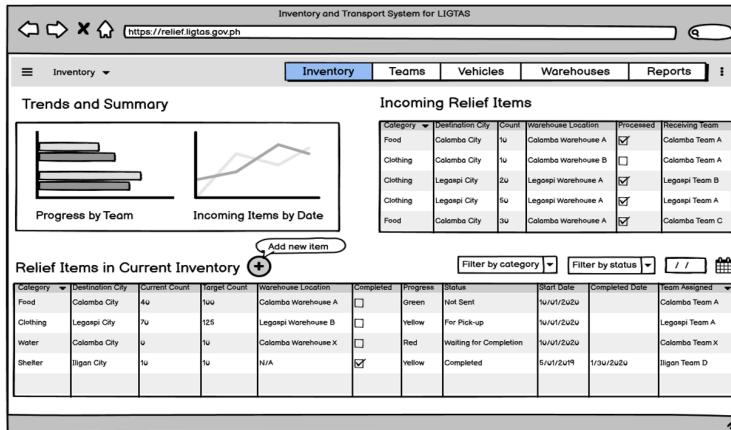 Inventory and Transport System for LIGTAS
https://relief.ligtas.gov.ph
Inventory
Inventory Teams Vehicles Warehouses Reports
Trends and Summary
Progress by Team
Incoming Items by Date
Incoming Relief Items
Category Destination City Count Warehouse Location Processed Receiving Team
Food Calamba City 10 Calamba Warehouse A Calamba Team A
Clothing Calamba City 10 Calamba Warehouse B Calamba Team A
Clothing Legaspi City 20 Legaspi Warehouse A Legaspi Team B
Clothing Legaspi City 50 Legaspi Warehouse A Legaspi Team A
Food Calamba City 30 Calamba Warehouse A Calamba Team C
Add new item
Relief Items in Current Inventory +
Filter by category Filter by status / /
Category Destination City Current Count Target Count Warehouse Location Completed Progress Status Start Date Completed Date Team Assigned
Food Calamba City 40 100 Calamba Warehouse A Green Not Sent 10/01/2020 Calamba Team A
Clothing Legaspi City 70 125 Legaspi Warehouse B Yellow For Pick-up 10/01/2020 Legaspi Team A
Water Calamba City 0 10 Calamba Warehouse X Red Waiting for Completion 10/01/2020 Calamba Team X
Shelter Iligan City 10 10 N/A Yellow Completed 5/01/2019 1/30/2020 Iligan Team D